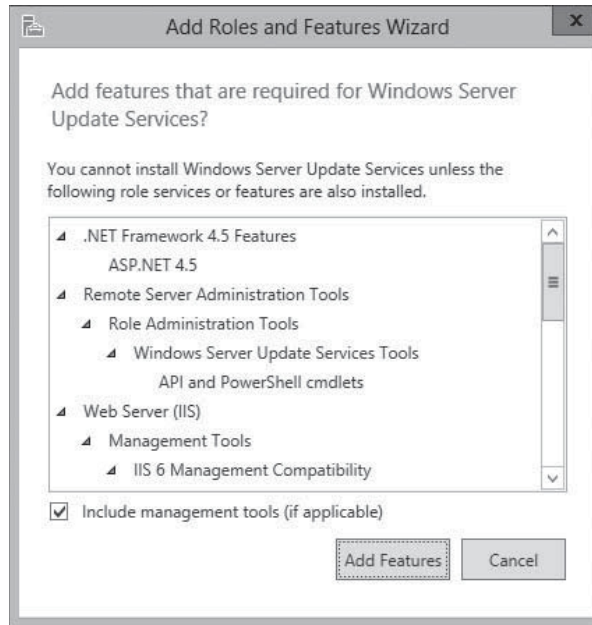 Add Roles and Features Wizard
x
Add features that are required for Windows Server
Update Services?
You cannot install Windows Server Update Services unless the
following role services or features are also installed.
.NET Framework 4.5 Features
ASP.NET 4.5
Remote Server Administration Tools
Role Administration Tools
Windows Server Update Services Tools
API and PowerShell cmdlets
Web Server (IIS)
Management Tools
IIS 6 Management Compatibility
Include management tools (if applicable)
Add Features
Cancel